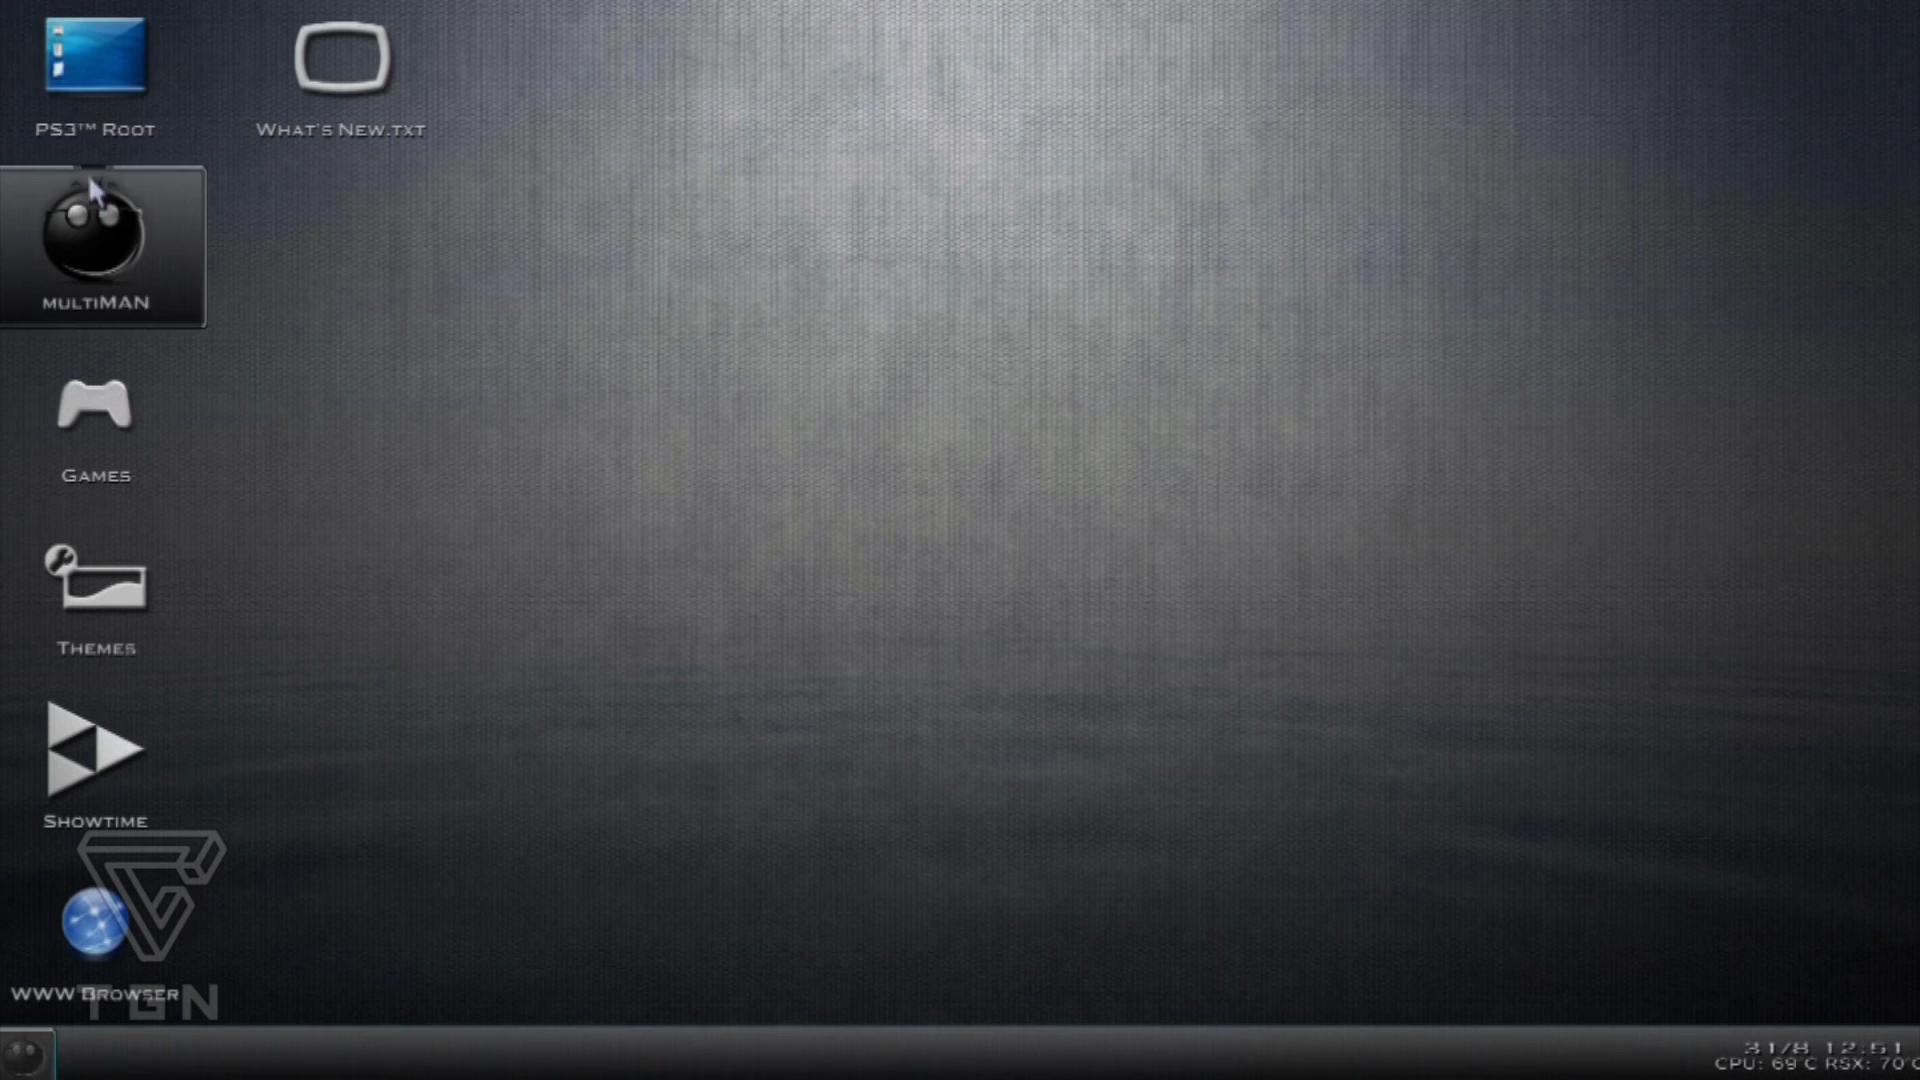 PS3™ Root
What's New.txt
multiMAN
Games
Themes
Showtime
WWW Browser
TGN
31/8 12:51
CPU: 69°C RSX: 70°C